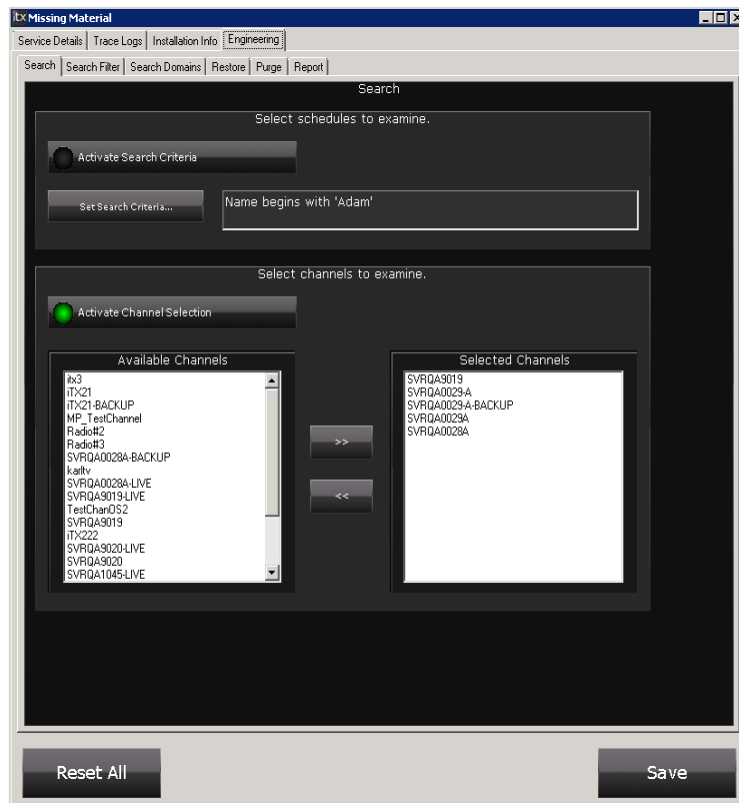 itx Missing Material
Service Details Trace Logs Installation Info Engineering
Search Search Filter Search Domains Restore Purge Report
Search
Select schedules to examine.
Activate Search Criteria
Set Search Criteria... Name begins with 'Adam'
Select channels to examine.
Activate Channel Selection
Available Channels
itx3
iTX21
iTX21-BACKUP
MP_TestChannel
Radio#2
Radio#3
SVRQA0028A-BACKUP
karltv
SVRQA0028A-LIVE
SVRQA9019-LIVE
TestChanOS2
SVRQA9019
iTX222
SVRQA9020-LIVE
SVRQA9020
SVRQA1045-LIVE
>>
<<
Selected Channels
SVRQA9019
SVRQA0029-A
SVRQA0029-A-BACKUP
SVRQA0029A
SVRQA0028A
Reset All Save